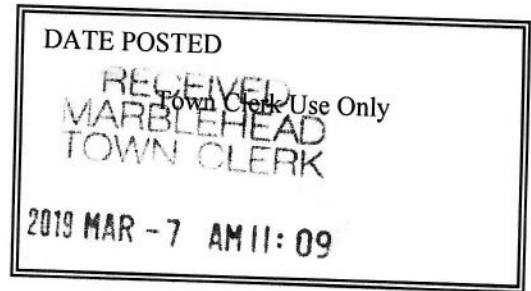 DATE POSTED
RECEIVED
Town Clerk Use Only
MARBLEHEAD
TOWN CLERK
2019 MAR -7 AM 11: 09